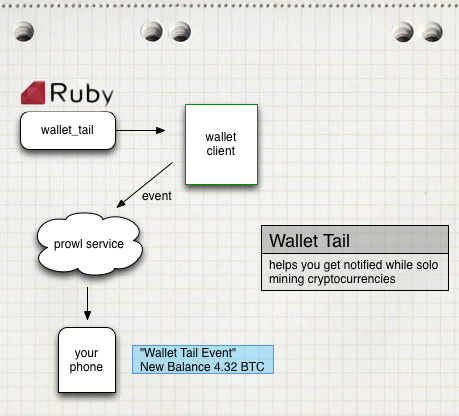 Ruby
wallet_tail
wallet
client
event
prowl service
Wallet Tail
helps you get notified while solo
mining cryptocurrencies
your
phone
"Wallet Tail Event"
New Balance 4.32 BTC